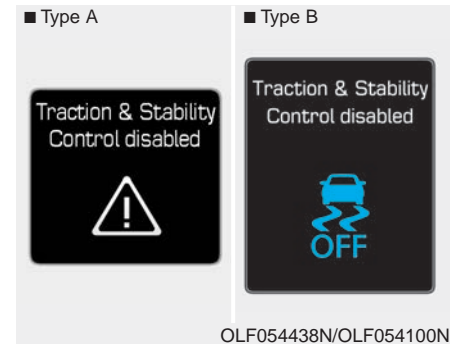 ■ Type A
Traction & Stability
Control disabled
■ Type B
Traction & Stability
Control disabled
OFF
OLF054438N/OLF054100N